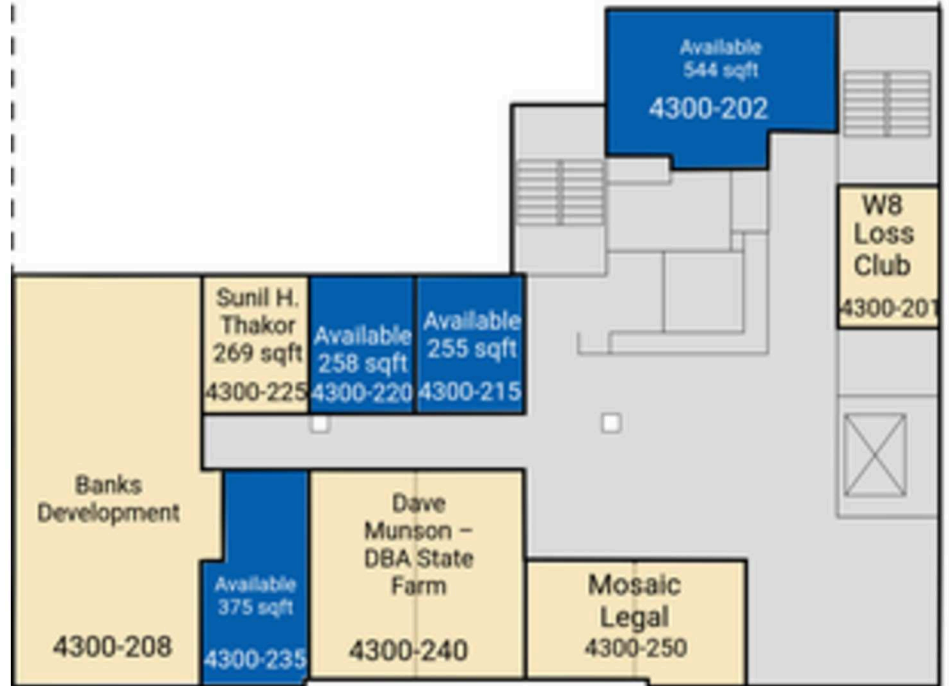 Available
544 sqft
4300-202
W8
Loss
Club
4300-201
Sunil H.
Thakor
269 sqft
4300-225
Available
258 sqft
4300-220
Available
255 sqft
4300-215
Banks
Development
4300-208
Available
375 sqft
4300-235
Dave
Munson –
DBA State
Farm
4300-240
Mosaic
Legal
4300-250